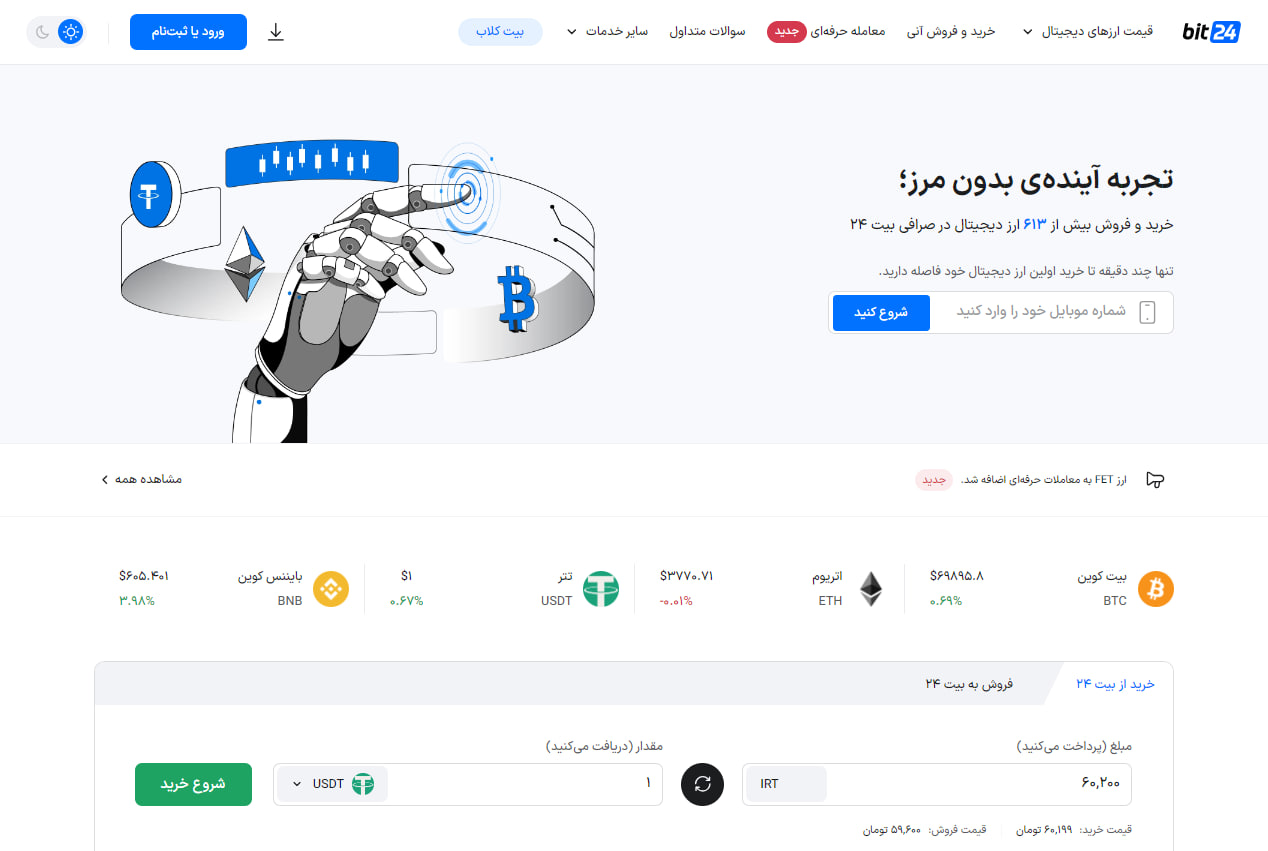 bit24
قیمت ارزهای دیجیتال
خرید و فروش آنی
معامله حرفه‌ای جدید
سوالات متداول
سایر خدمات
بیت کلاب
ورود یا ثبت‌نام
تجربه آینده‌ی بدون مرز؛
خرید و فروش بیش از ۶۱۳ ارز دیجیتال در صرافی بیت ۲۴
تنها چند دقیقه تا خرید اولین ارز دیجیتال خود فاصله دارید.
شماره موبایل خود را وارد کنید
شروع کنید
ارز FET به معاملات حرفه‌ای اضافه شد. جدید
مشاهده همه
بیت کوین
$۶۹۸۹۵.۸
BTC
۰.۶۹%
اتریوم
$۳۷۷۰.۷۱
ETH
-۰.۰۱%
تتر
$۱
USDT
۰.۶۷%
بایننس کوین
$۶۰۵.۴۰۱
BNB
۳.۹۸%
خرید از بیت ۲۴
فروش به بیت ۲۴
مبلغ (پرداخت می‌کنید)
۶۰,۲۰۰
IRT
مقدار (دریافت می‌کنید)
۱
USDT
شروع خرید
قیمت خرید: ۶۰,۱۹۹ تومان
قیمت فروش: ۵۹,۶۰۰ تومان